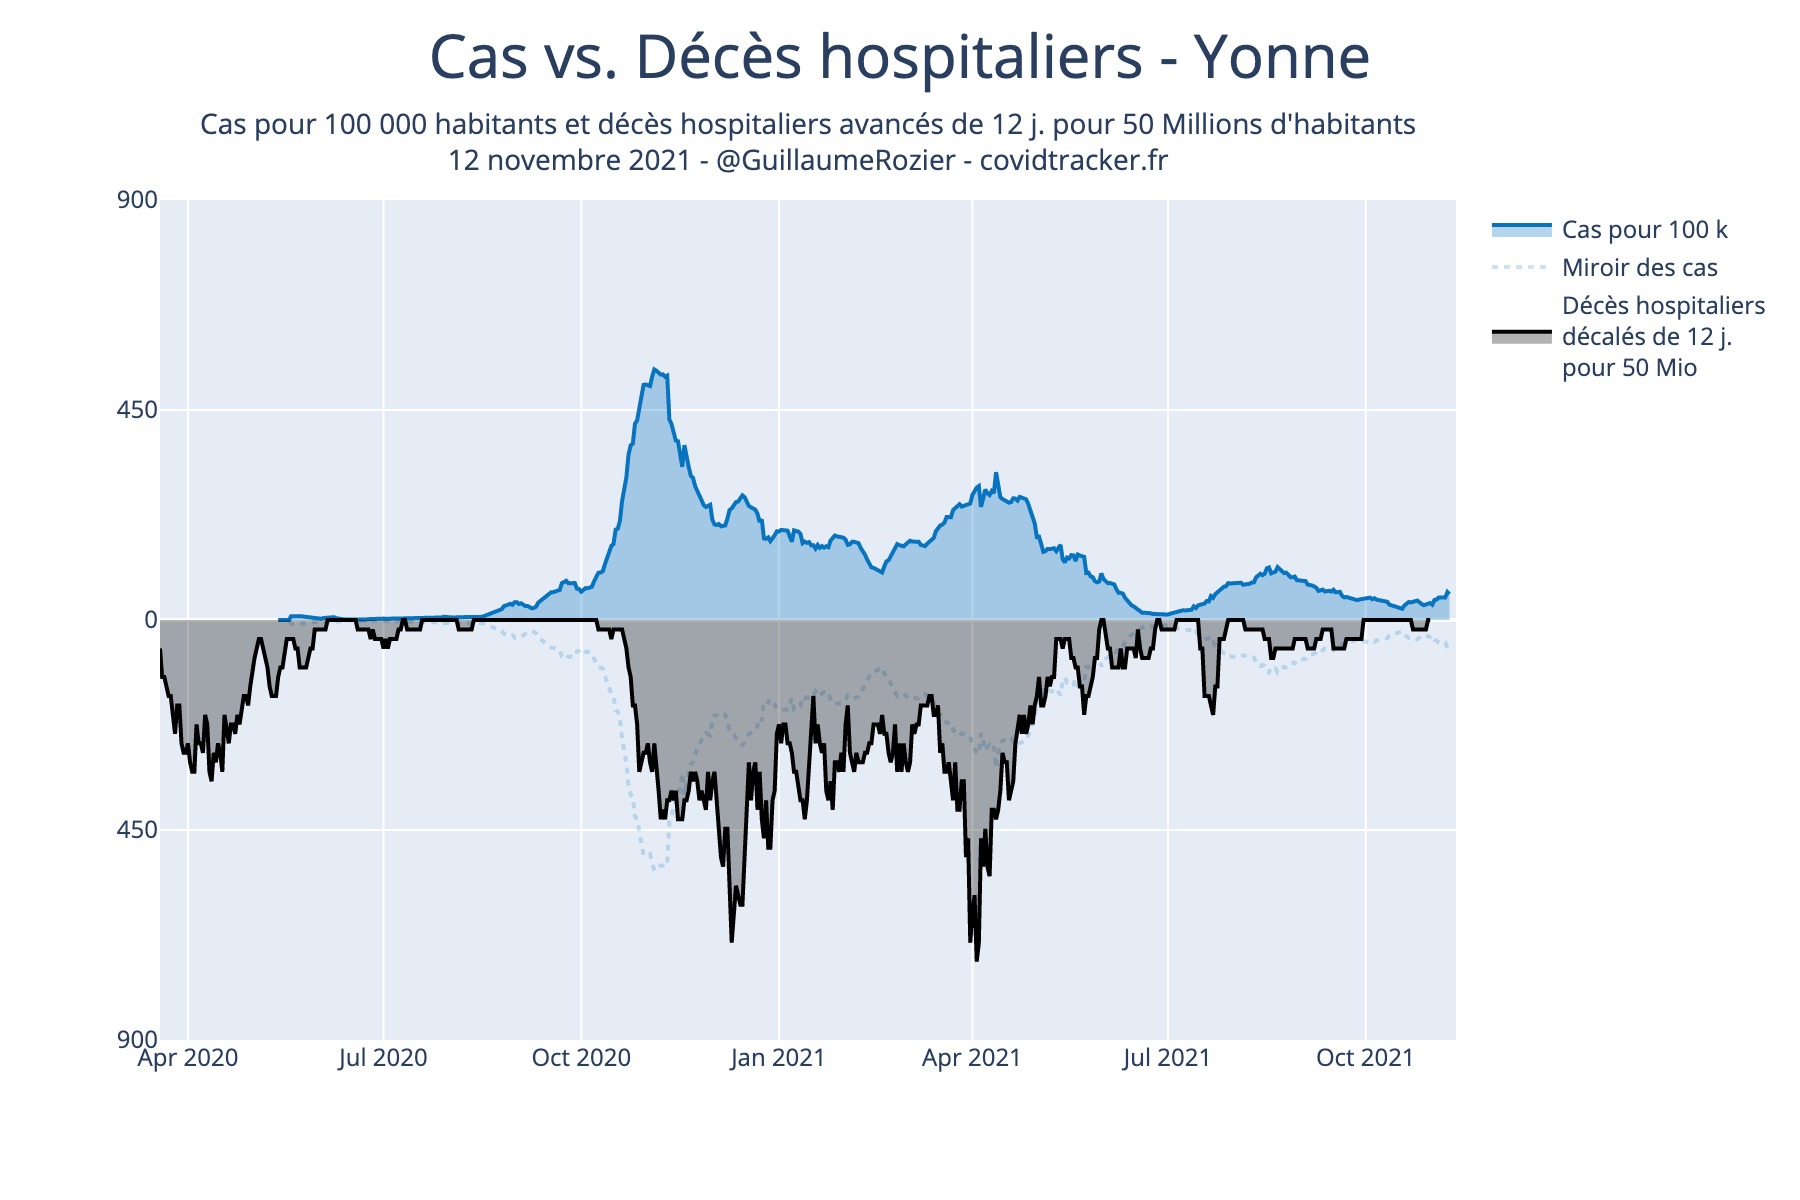 Cas vs. Décès hospitaliers - Yonne
Cas pour 100 000 habitants et décès hospitaliers avancés de 12 j. pour 50 Millions d'habitants
12 novembre 2021 - @GuillaumeRozier - covidtracker.fr
900
450
0
450
900
Apr 2020
Jul 2020
Oct 2020
Jan 2021
Apr 2021
Jul 2021
Oct 2021
Cas pour 100 k
Miroir des cas
Décès hospitaliers
décalés de 12 j.
pour 50 Mio